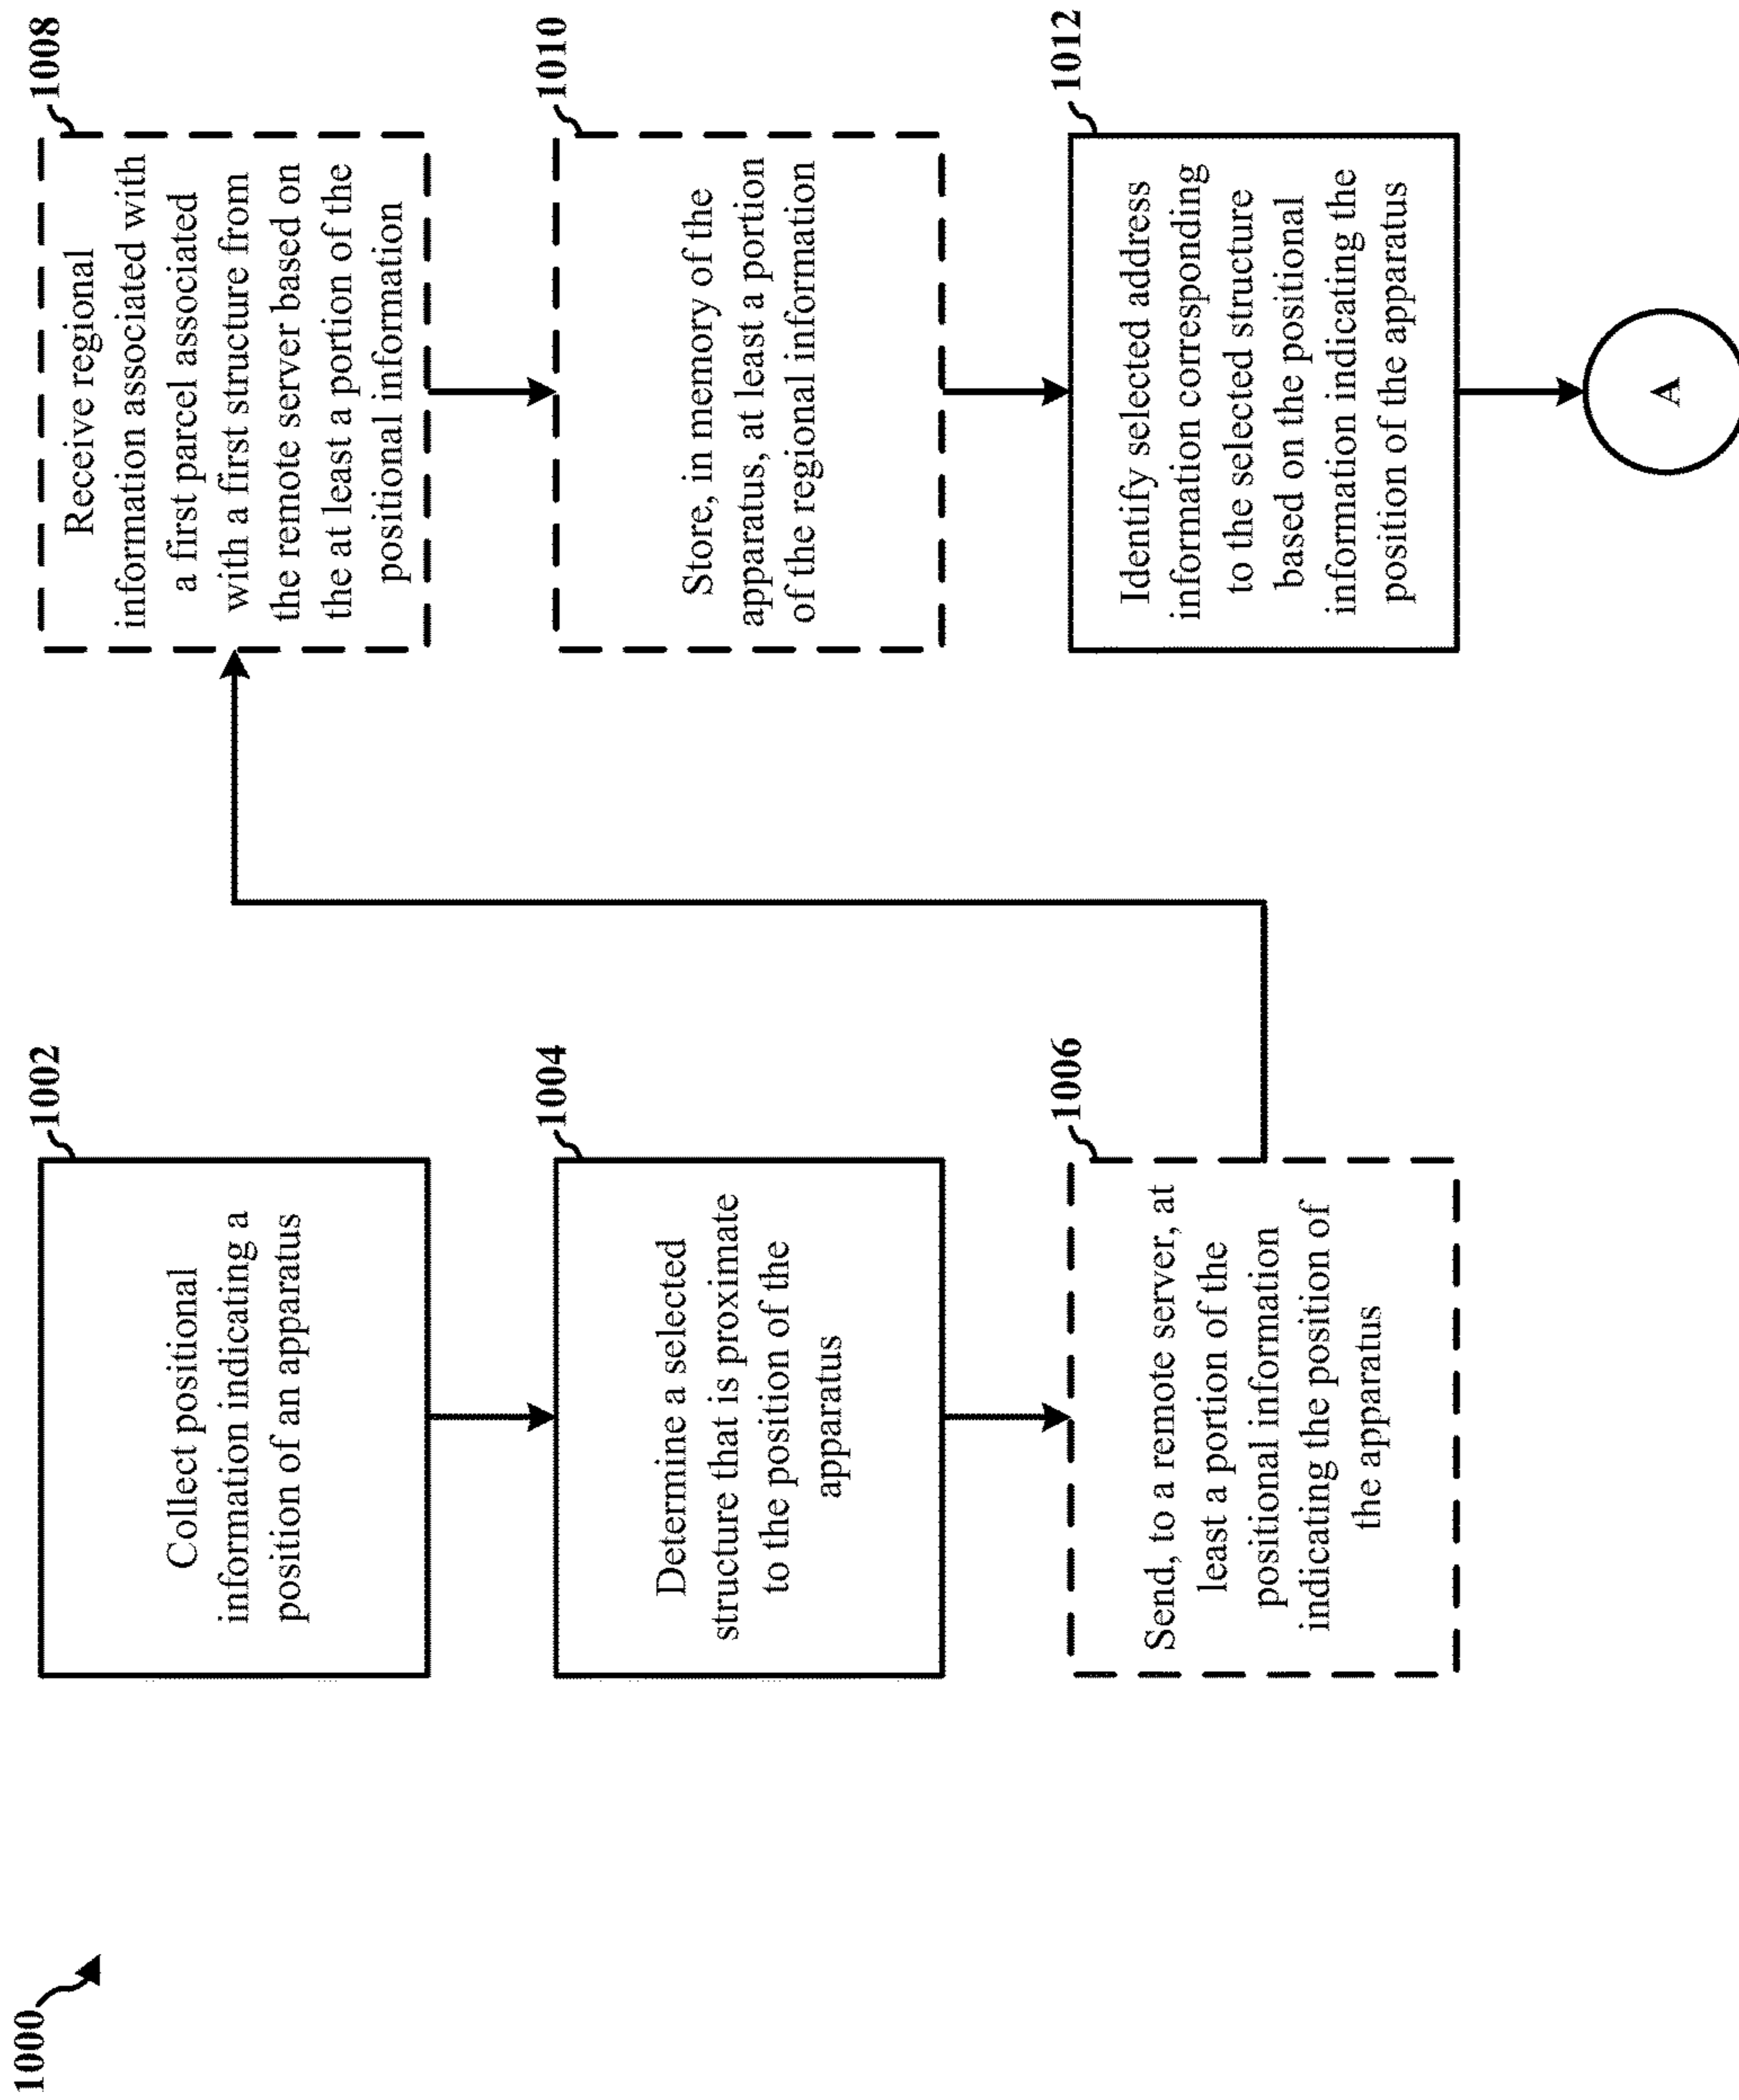 1000
1002
Collect positional
information indicating a
position of an apparatus
1004
Determine a selected
structure that is proximate
to the position of the
apparatus
1006
Send, to a remote server, at
least a portion of the
positional information
indicating the position of
the apparatus
1008
Receive regional
information associated with
a first parcel associated
with a first structure from
the remote server based on
the at least a portion of the
positional information
1010
Store, in memory of the
apparatus, at least a portion
of the regional information
1012
Identify selected address
information corresponding
to the selected structure
based on the positional
information indicating the
position of the apparatus
A